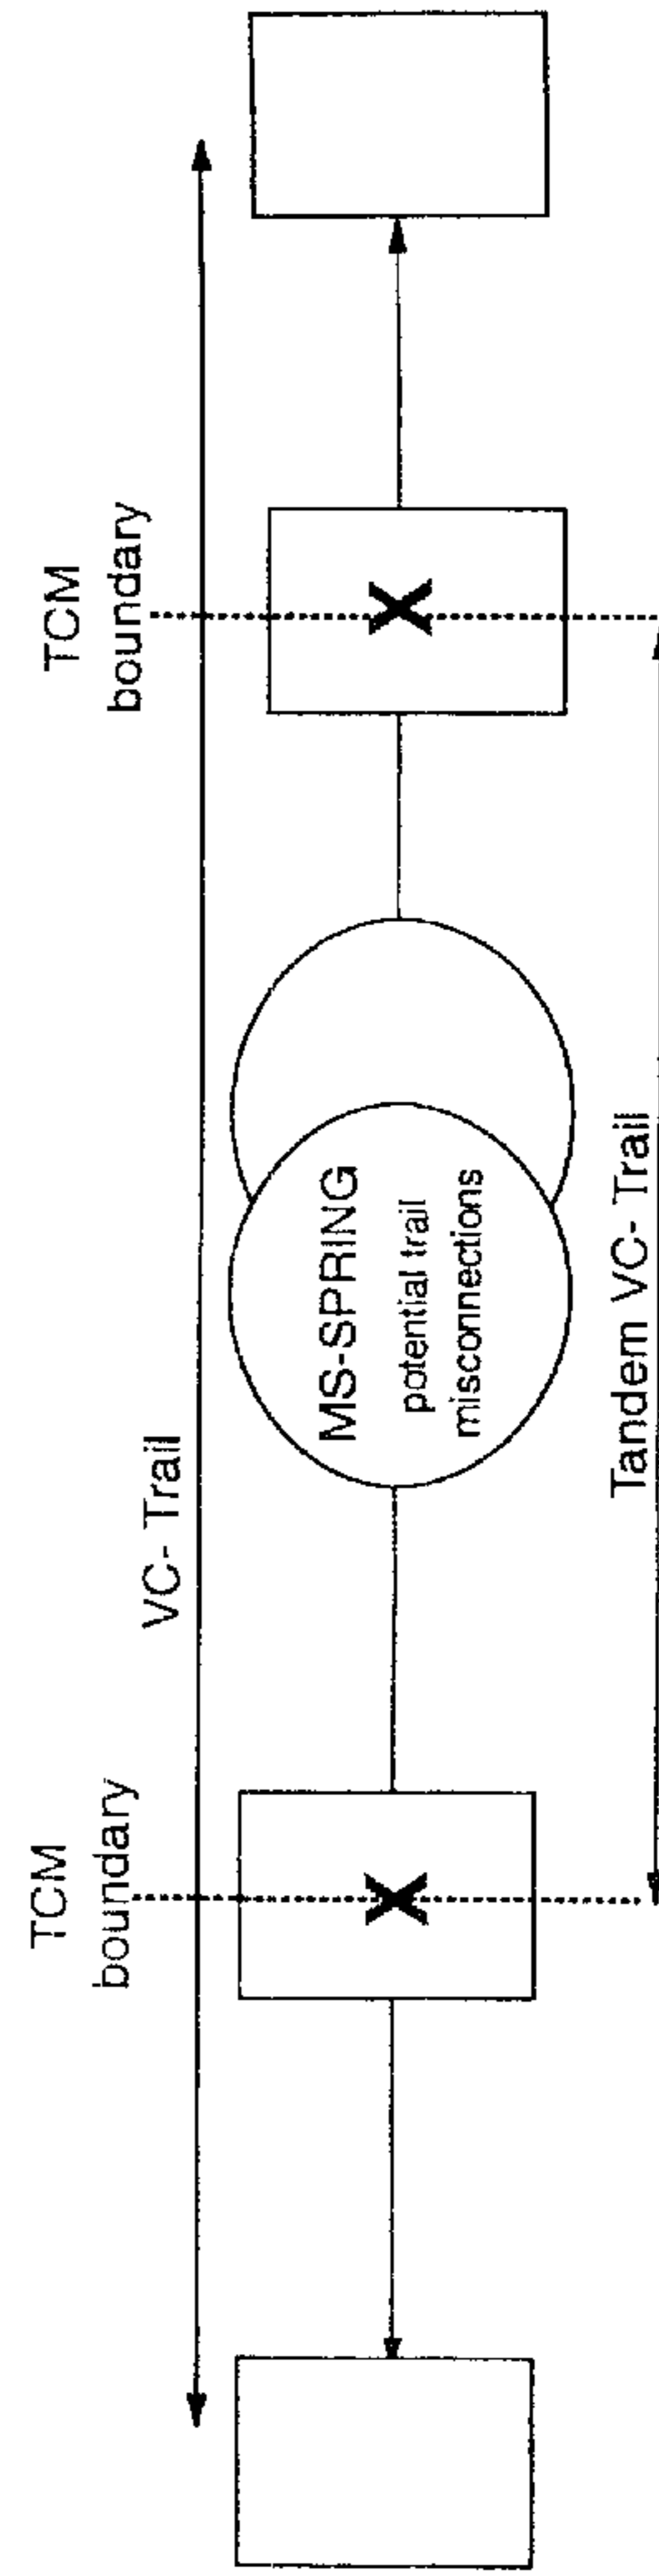 VC- Trail
TCM
boundary
TCM
boundary
X
MS-SPRING
potential trail
misconnections
X
Tandem VC- Trail